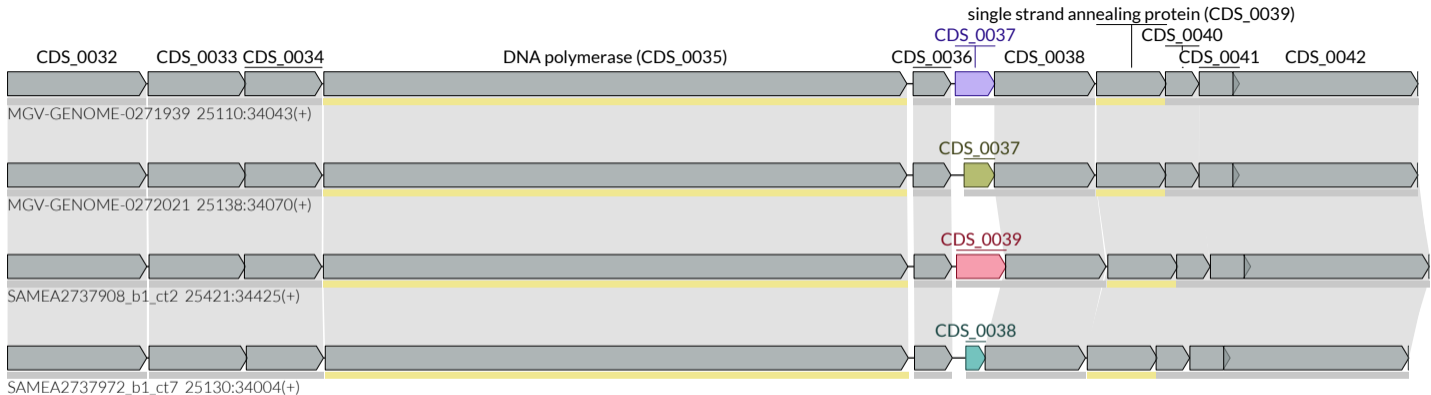 single strand annealing protein (CDS_0039)
CDS_0037 CDS_0040
CDS_0032 CDS_0033 CDS_0034 DNA polymerase (CDS_0035) CDS_0036 CDS_0038 CDS_0041 CDS_0042
MGV-GENOME-0271939 25110:34043(+)
CDS_0037
MGV-GENOME-0272021 25138:34070(+)
CDS_0039
SAMEA2737908_b1_ct2 25421:34425(+)
CDS_0038
SAMEA2737972_b1_ct7 25130:34004(+)